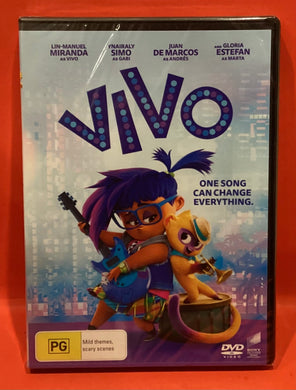 LIN-MANUEL
MIRANDA
AS VIVO
YNAIRALY
SIMO
AS GABI
JUAN
DE MARCOS
AS ANDRÉS
AND GLORIA
ESTEFAN
AS MARTA
VIVO
ONE SONG
CAN CHANGE
EVERYTHING.
PG
Mild themes,
scary scenes
DVD
VIDEO